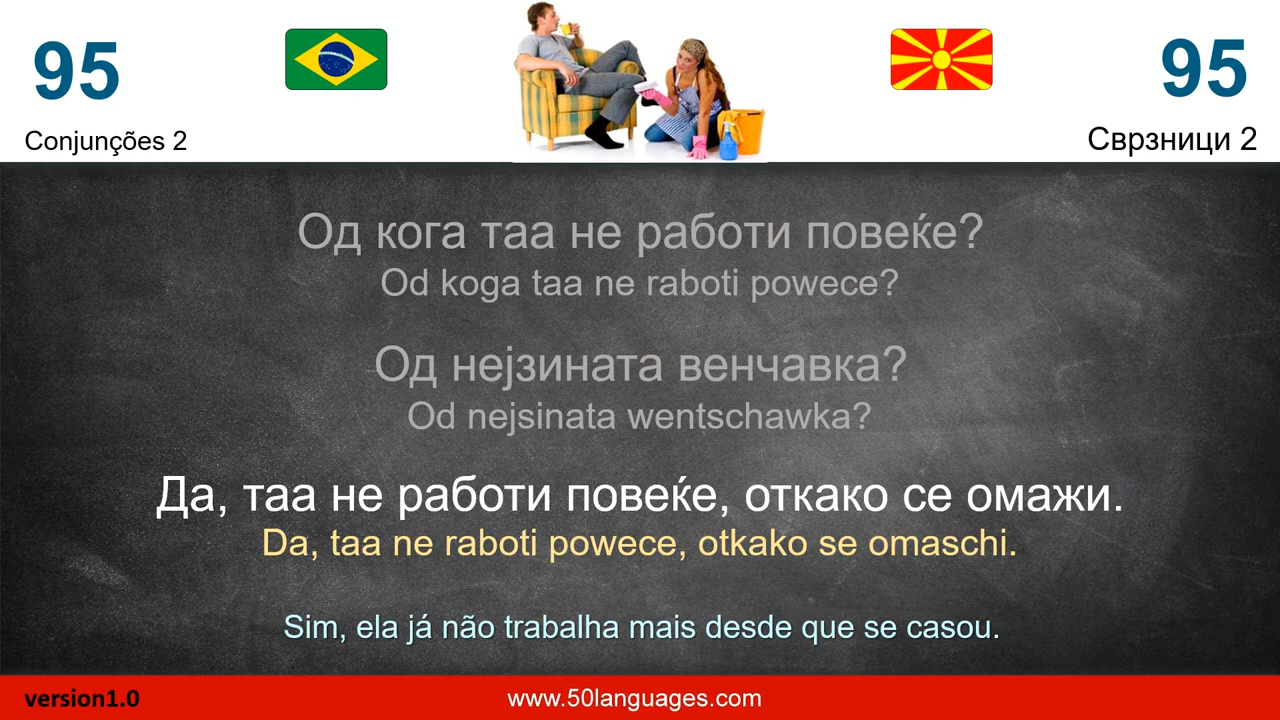 95
95
Conjunções 2
Сврзници 2
Од кога таа не работи повеќе?
Od koga taa ne raboti powece?
Од нејзината венчавка?
Od nejsinata wentschawka?
Да, таа не работи повеќе, откако се омажи.
Da, taa ne raboti powece, otkako se omaschi.
Sim, ela já não trabalha mais desde que se casou.
version1.0
www.50languages.com